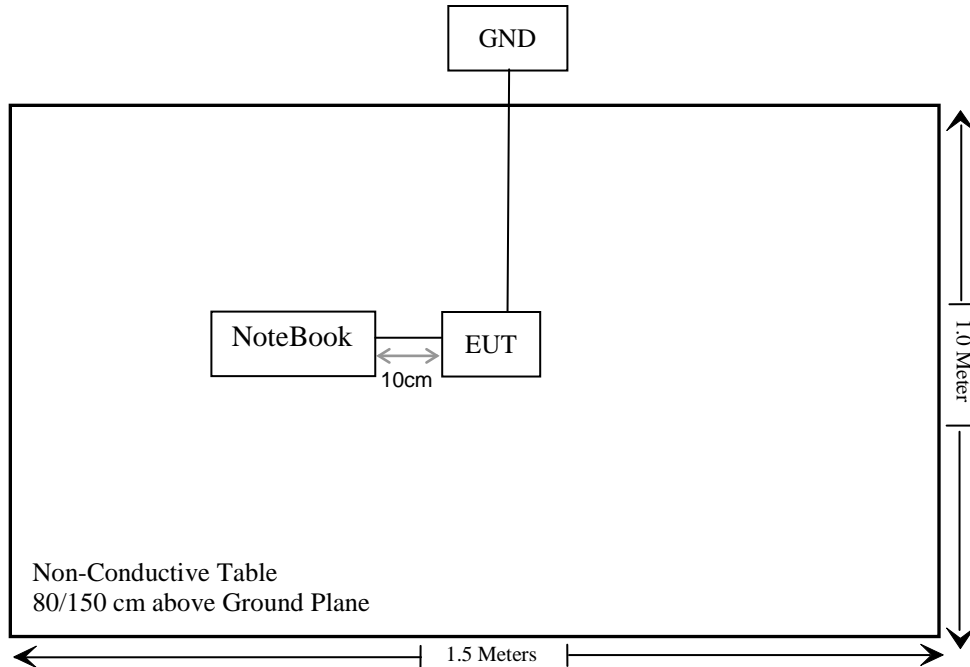 GND
NoteBook
EUT
10cm
1.0 Meter
Non-Conductive Table
80/150 cm above Ground Plane
1.5 Meters